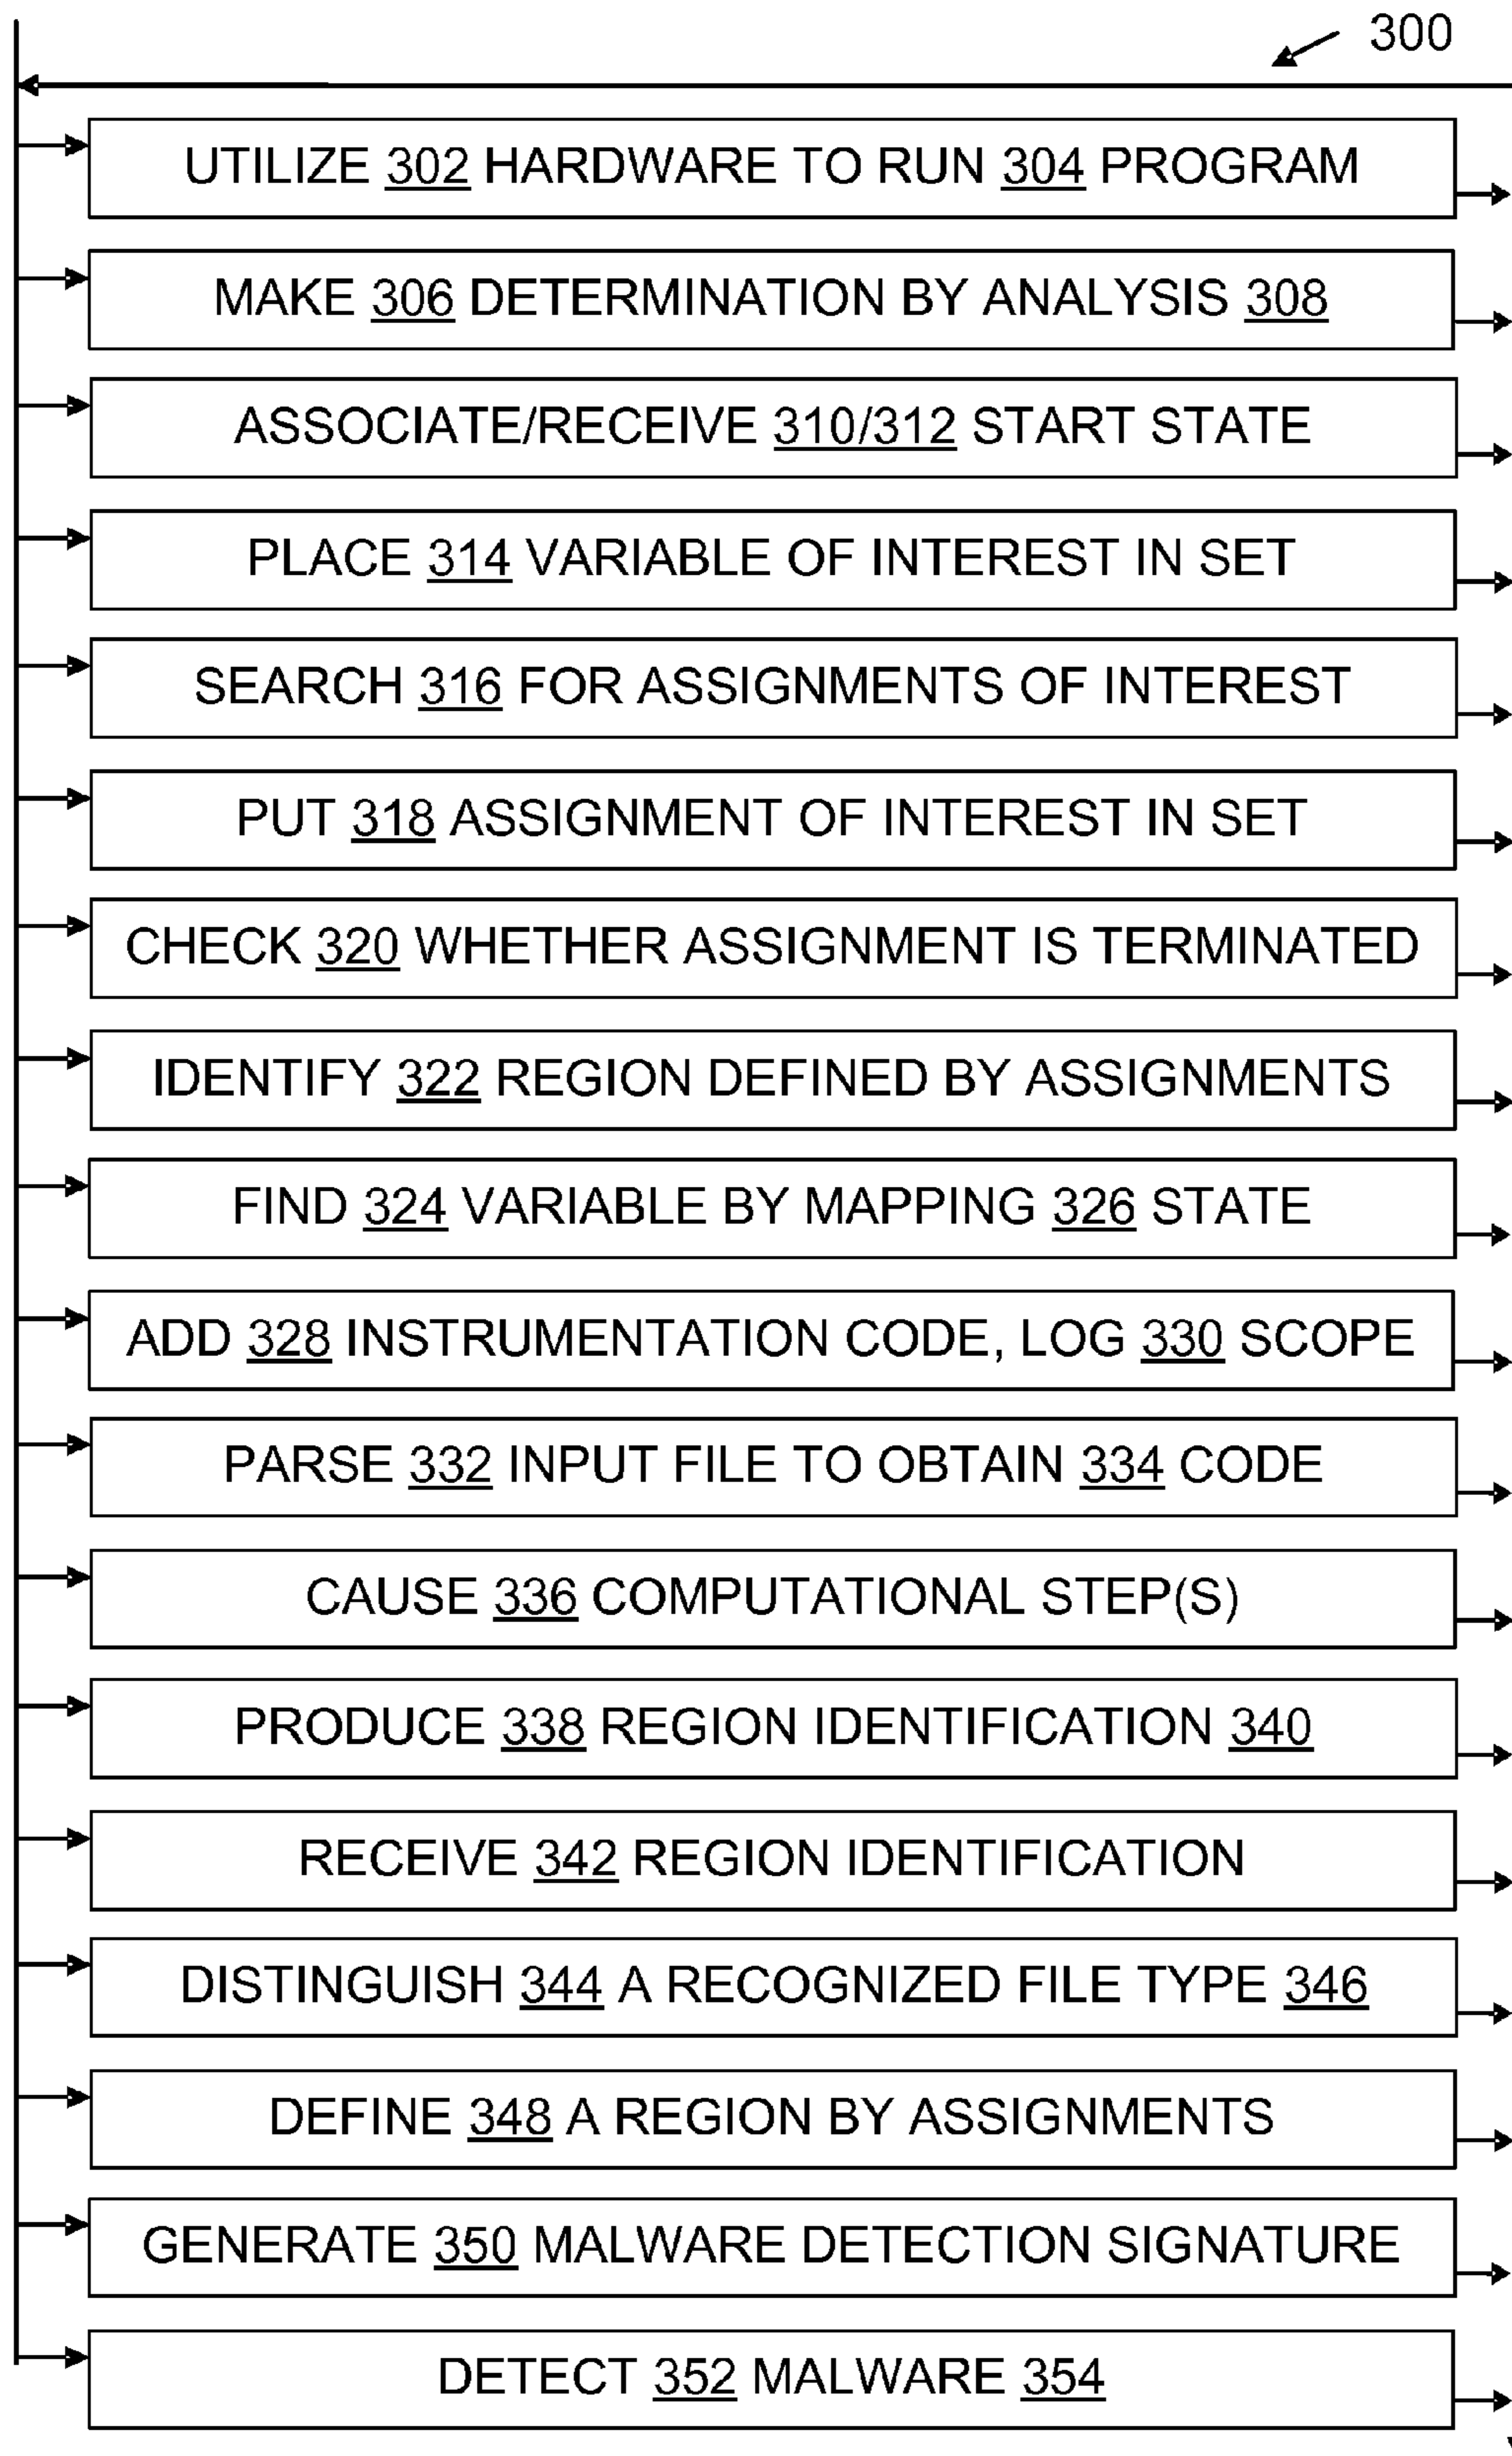 300
UTILIZE 302 HARDWARE TO RUN 304 PROGRAM
MAKE 306 DETERMINATION BY ANALYSIS 308
ASSOCIATE/RECEIVE 310/312 START STATE
PLACE 314 VARIABLE OF INTEREST IN SET
SEARCH 316 FOR ASSIGNMENTS OF INTEREST
PUT 318 ASSIGNMENT OF INTEREST IN SET
CHECK 320 WHETHER ASSIGNMENT IS TERMINATED
IDENTIFY 322 REGION DEFINED BY ASSIGNMENTS
FIND 324 VARIABLE BY MAPPING 326 STATE
ADD 328 INSTRUMENTATION CODE, LOG 330 SCOPE
PARSE 332 INPUT FILE TO OBTAIN 334 CODE
CAUSE 336 COMPUTATIONAL STEP(S)
PRODUCE 338 REGION IDENTIFICATION 340
RECEIVE 342 REGION IDENTIFICATION
DISTINGUISH 344 A RECOGNIZED FILE TYPE 346
DEFINE 348 A REGION BY ASSIGNMENTS
GENERATE 350 MALWARE DETECTION SIGNATURE
DETECT 352 MALWARE 354